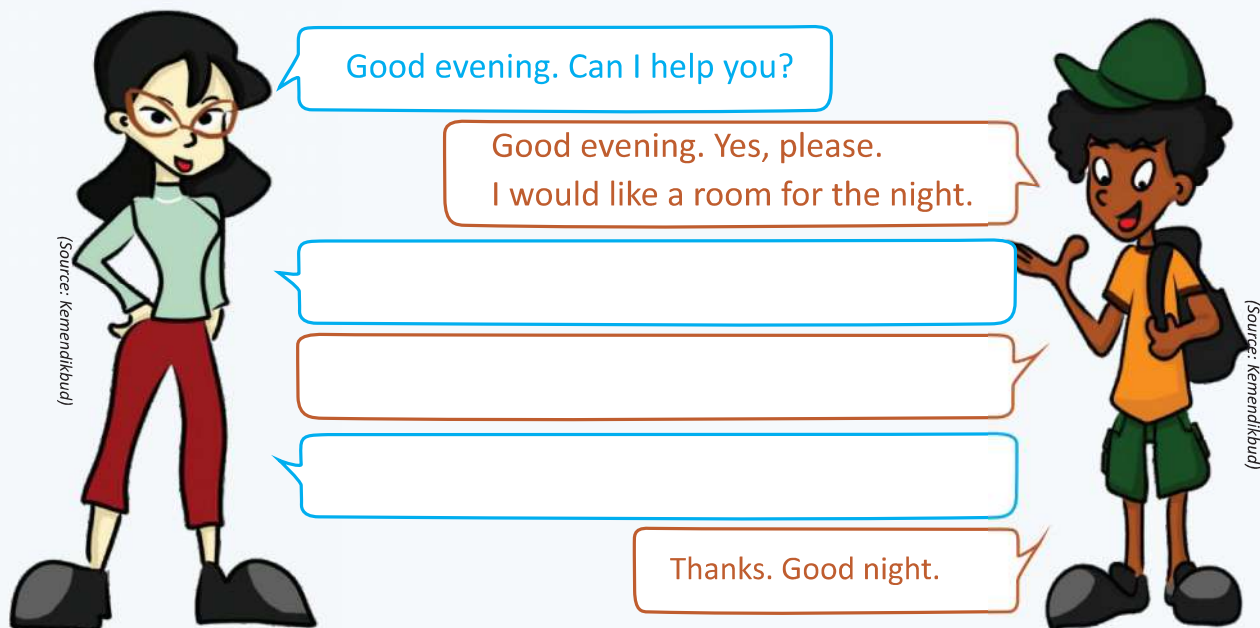 Good evening. Can I help you?
Good evening. Yes, please.
I would like a room for the night.
Thanks. Good night.
(Source: Kemendikbud)
(Source: Kemendikbud)